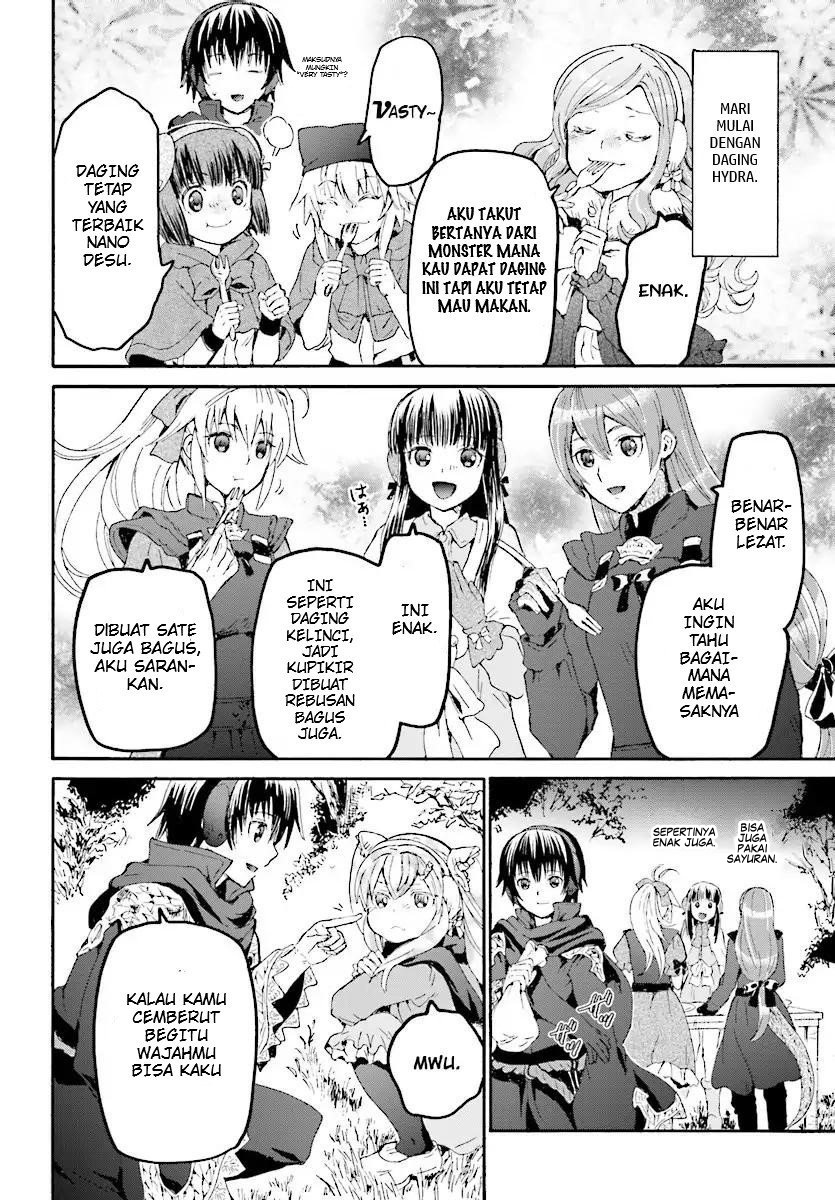 MARI
MULAI
DENGAN
DAGING
HYDRA.
ENAK.
AKU TAKUT
BERTANYA DARI
MONSTER MANA
KAU DAPAT DAGING
INI TAPI AKU TETAP
MAU MAKAN.
VASTY~
MAKSUDNYA
MUNGKIN
"VERY TASTY"?
DAGING
TETAP
YANG
TERBAIK
NANO
DESU.
BENAR-
BENAR
LEZAT.
AKU
INGIN
TAHU
BAGAI-
MANA
MEMA-
SAKNYA
はぁ…
INI
ENAK.
INI
SEPERTI
DAGING
KELINCI,
JADI
KUPIKIR
DIBUAT
REBUSAN
BAGUS
JUGA.
DIBUAT SATE
JUGA BAGUS,
AKU SARAN-
KAN.
BISA
JUGA
PAKAI
SAYURAN.
SEPERTINYA
ENAK JUGA.
KALAU KAMU
CEMBERUT
BEGITU
WAJAHMU
BISA KAKU
MWU.